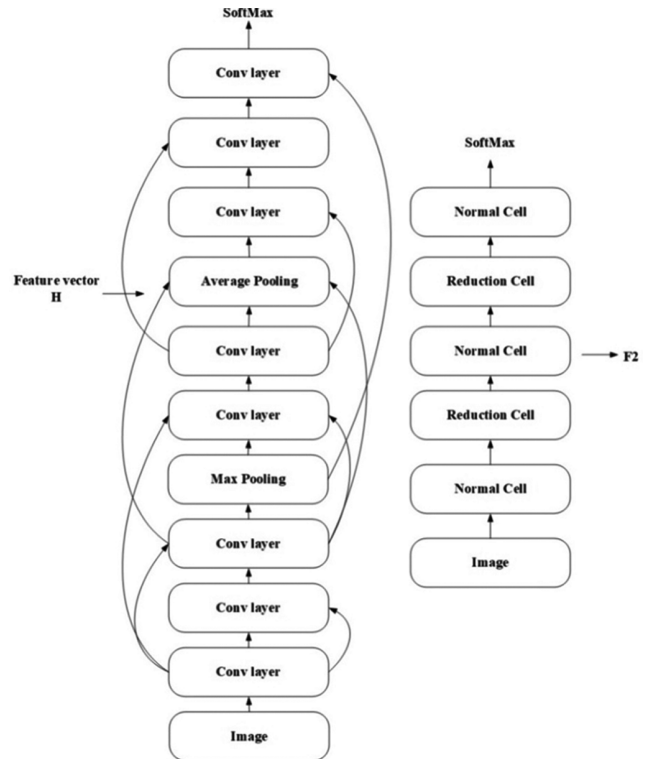 SoftMax
Conv layer
Conv layer
Conv layer
Average Pooling
Feature vector
H
Conv layer
Conv layer
Max Pooling
Conv layer
Conv layer
Conv layer
Image
SoftMax
Normal Cell
Reduction Cell
Normal Cell
F2
Reduction Cell
Normal Cell
Image